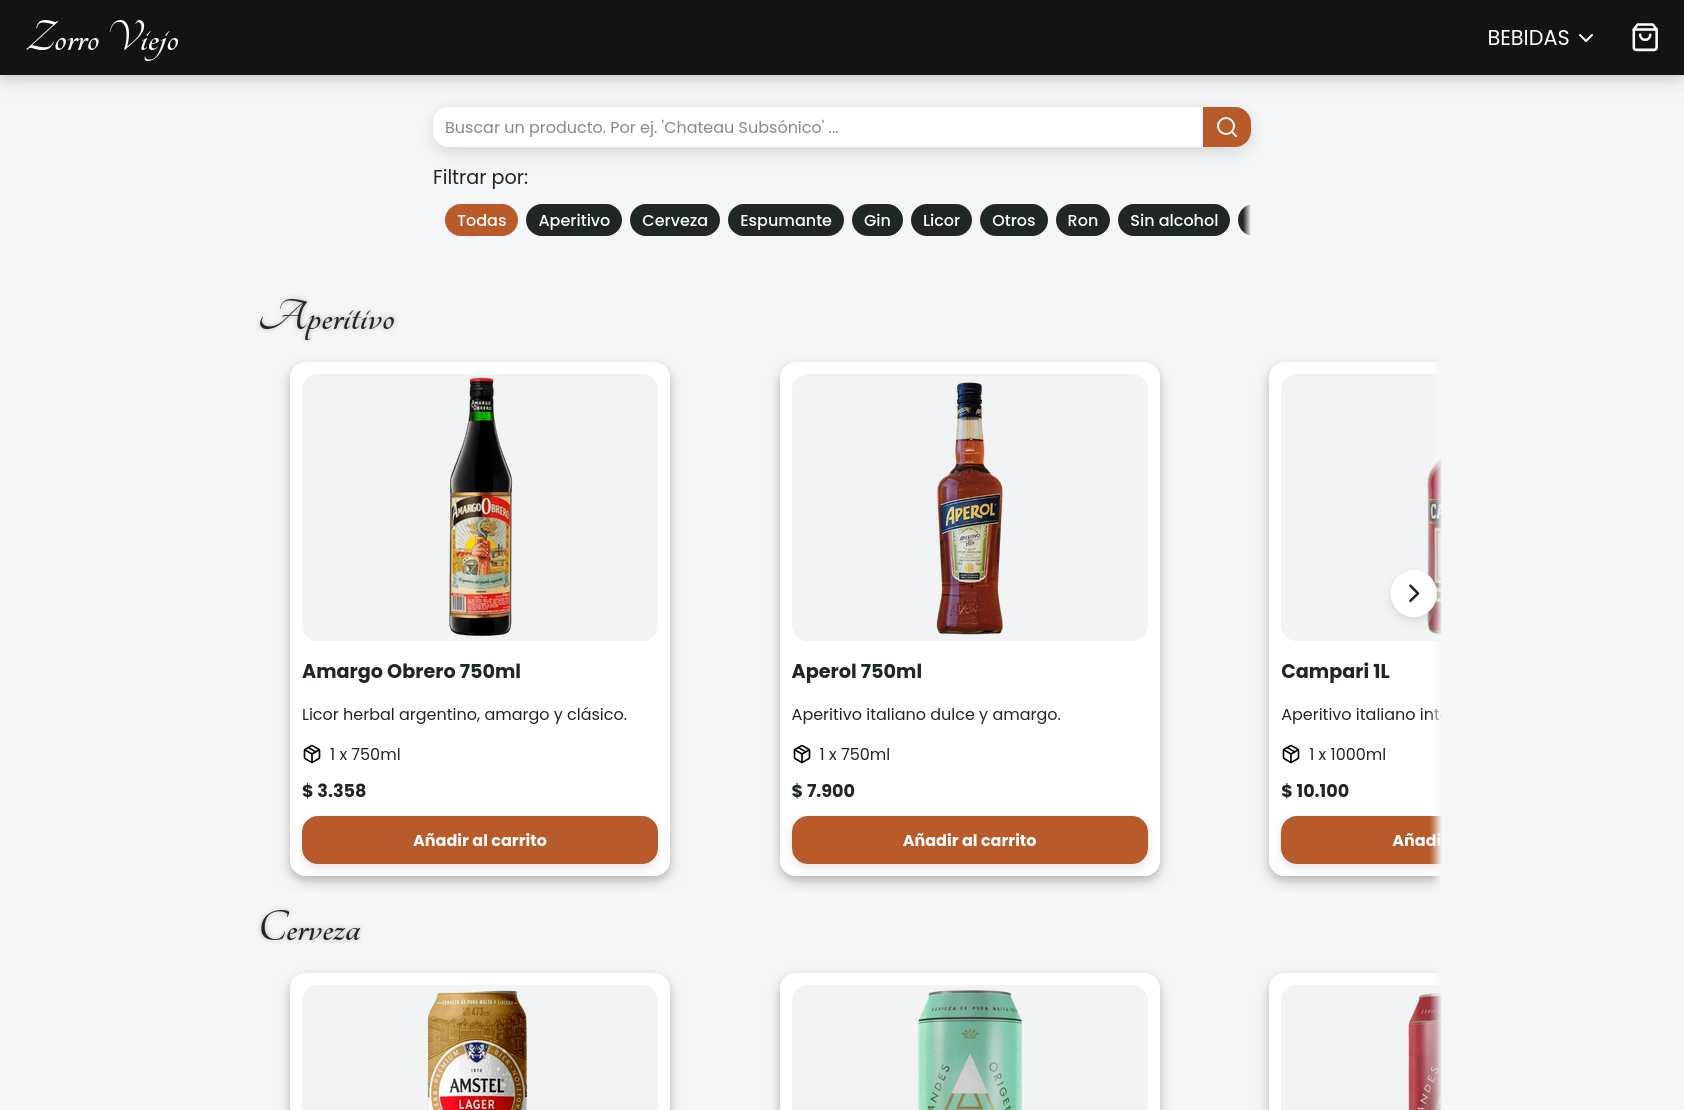 Zorro Viejo
BEBIDAS
Buscar un producto. Por ej. 'Chateau Subsónico' ...
Filtrar por:
Todas Aperitivo Cerveza Espumante Gin Licor Otros Ron Sin alcohol
Aperitivo
AMARGO OBRERO
APEROL
Amargo Obrero 750ml
Aperol 750ml
Campari 1L
Licor herbal argentino, amargo y clásico.
Aperitivo italiano dulce y amargo.
Aperitivo italiano int
1 x 750ml
1 x 750ml
1 x 1000ml
$ 3.358
$ 7.900
$ 10.100
Añadir al carrito
Añadir al carrito
Añadi
Cerveza
AMSTEL
LAGER
ANDES
ORIGEN